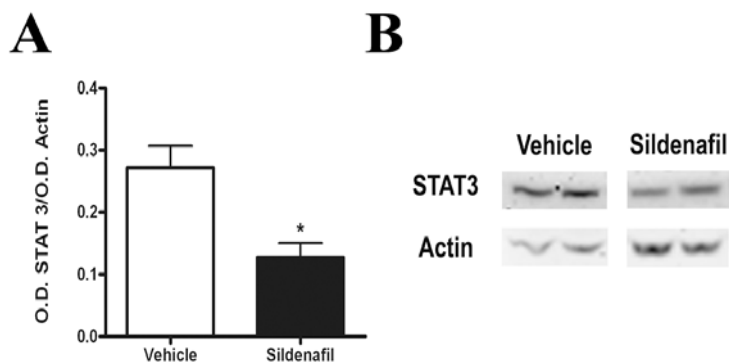 A
O.D. STAT 3/O.D. Actin
0.4
0.3
0.2
0.1
0.0
*
Vehicle
Sildenafil
B
Vehicle
Sildenafil
STAT3
Actin